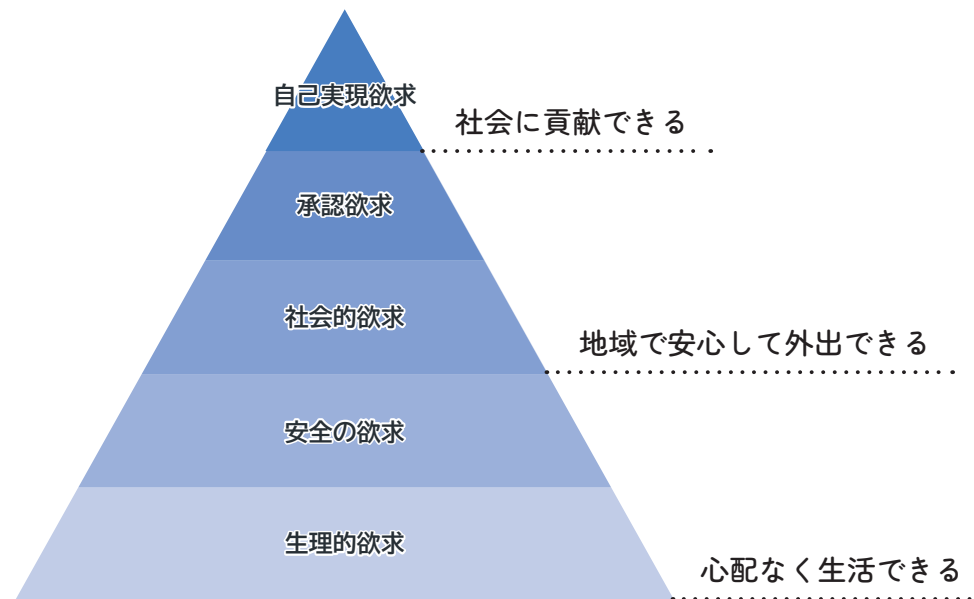 自己実現欲求
社会に貢献できる
承認欲求
社会的欲求
地域で安心して外出できる
安全の欲求
生理的欲求
心配なく生活できる